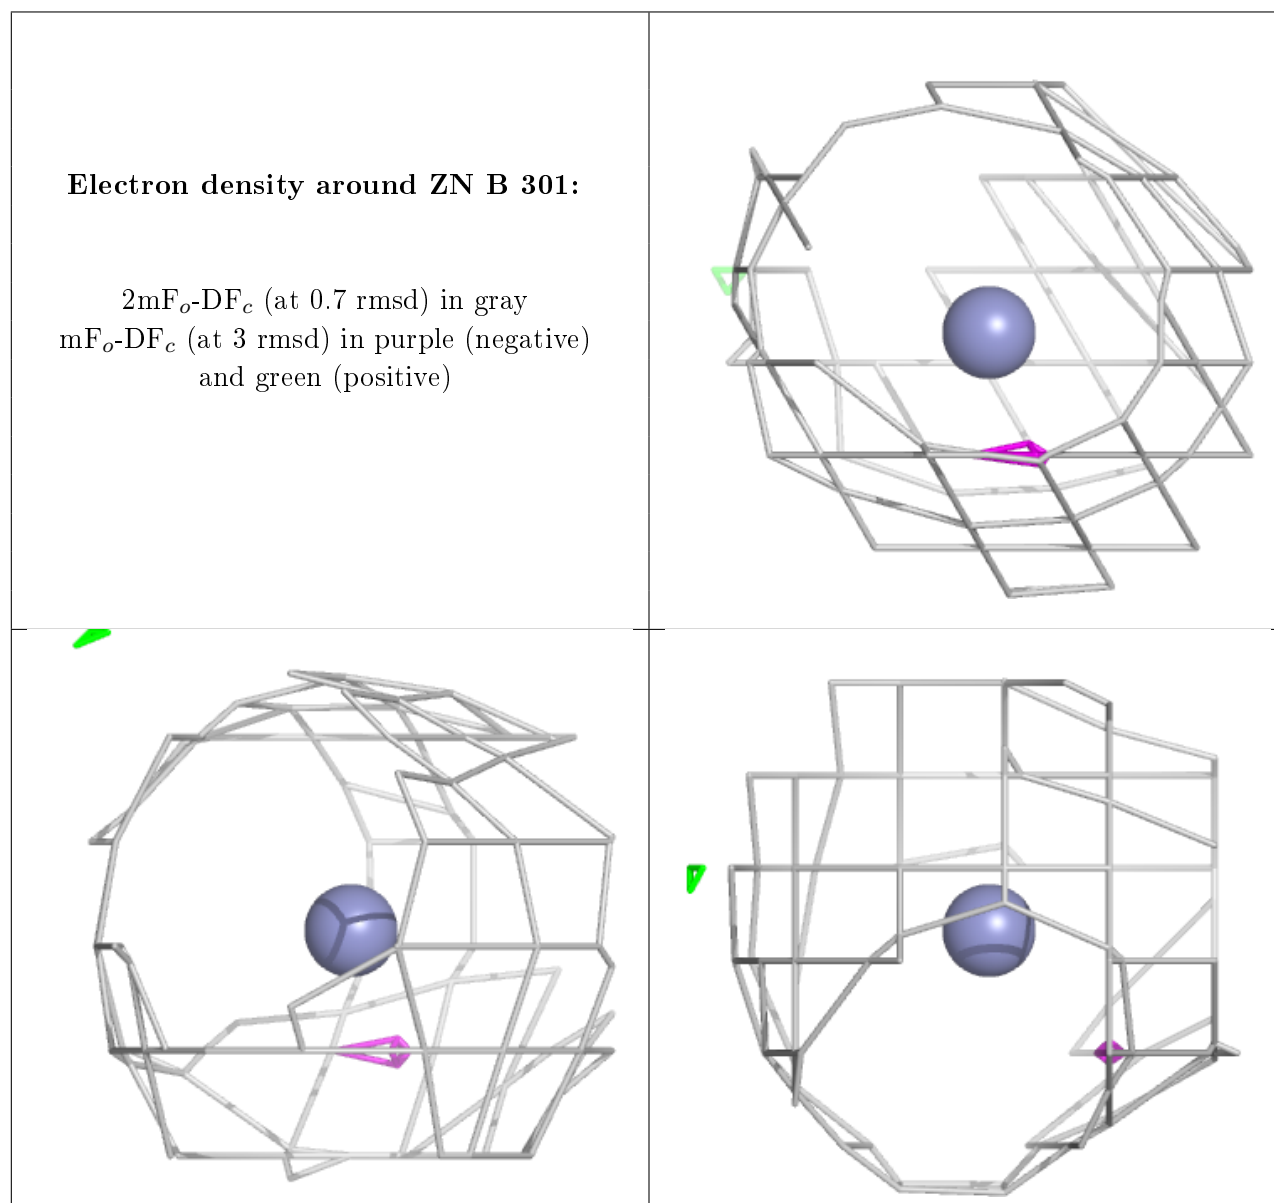 Electron density around ZN B 301:
2mFo-DFc (at 0.7 rmsd) in gray
mFo-DFc (at 3 rmsd) in purple (negative)
and green (positive)